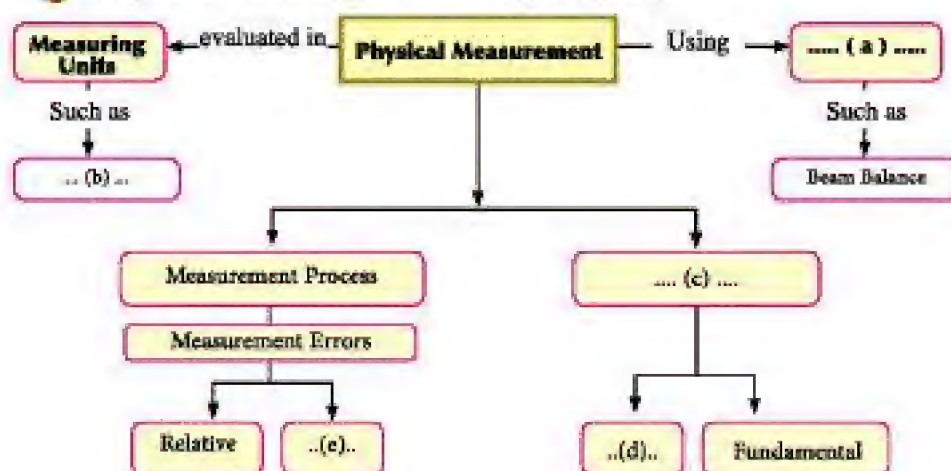 Measuring Units
evaluated in
Physical Measurement
Using
..... ( a ) .....
Such as
Such as
.. (b) ...
Beam Balance
Measurement Process
.... (c) ....
Measurement Errors
Relative
..(e)..
..(d)..
Fundamental